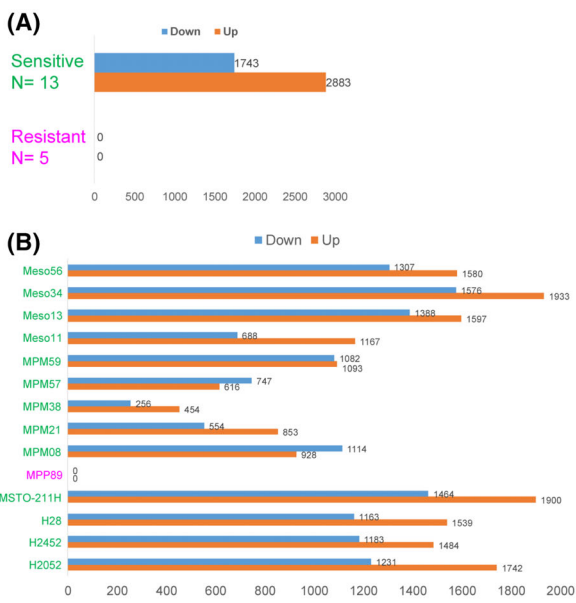 (A)
Down Up
Sensitive
N= 13
1743
2883
Resistant
N= 5
0
0
0 500 1000 1500 2000 2500 3000
(B)
Down Up
Meso56 1307
1580
Meso34 1576
1933
Meso13 1388
1597
Meso11 688
1167
MPM59 1082
1093
MPM57 747
616
MPM38 256
454
MPM21 554
853
MPM08 1114
928
MPP89 0
0
MSTO-211H 1464
1900
H28 1163
1539
H2452 1183
1484
H2052 1231
1742
0 200 400 600 800 1000 1200 1400 1600 1800 2000